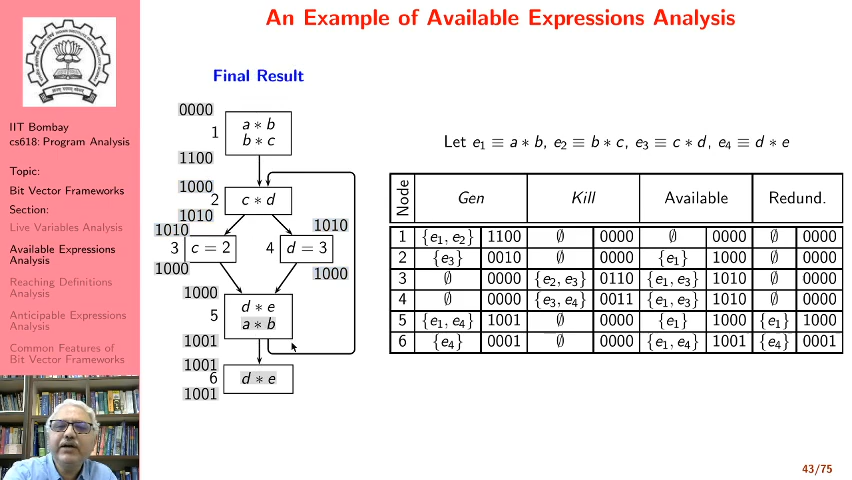 An Example of Available Expressions Analysis
IIT Bombay
cs618: Program Analysis
Topic:
Bit Vector Frameworks
Section:
Live Variables Analysis
Available Expressions
Analysis
Reaching Definitions
Analysis
Anticipable Expressions
Analysis
Common Features of
Bit Vector Frameworks
Final Result
0000
1 a ∗ b
b ∗ c
1100
1000
2 c ∗ d
1010
1010 1010
3 c = 2 4 d = 3
1000 1000
1000
d ∗ e
5 a ∗ b
1001
1001
6 d ∗ e
1001
Let e1 ≡ a ∗ b, e2 ≡ b ∗ c, e3 ≡ c ∗ d, e4 ≡ d ∗ e
Node Gen Kill Available Redund.
1 {e1, e2} 1100 ∅ 0000 ∅ 0000 ∅ 0000
2 {e3} 0010 ∅ 0000 {e1} 1000 ∅ 0000
3 ∅ 0000 {e2, e3} 0110 {e1, e3} 1010 ∅ 0000
4 ∅ 0000 {e3, e4} 0011 {e1, e3} 1010 ∅ 0000
5 {e1, e4} 1001 ∅ 0000 {e1} 1000 {e1} 1000
6 {e4} 0001 ∅ 0000 {e1, e4} 1001 {e4} 0001
43/75